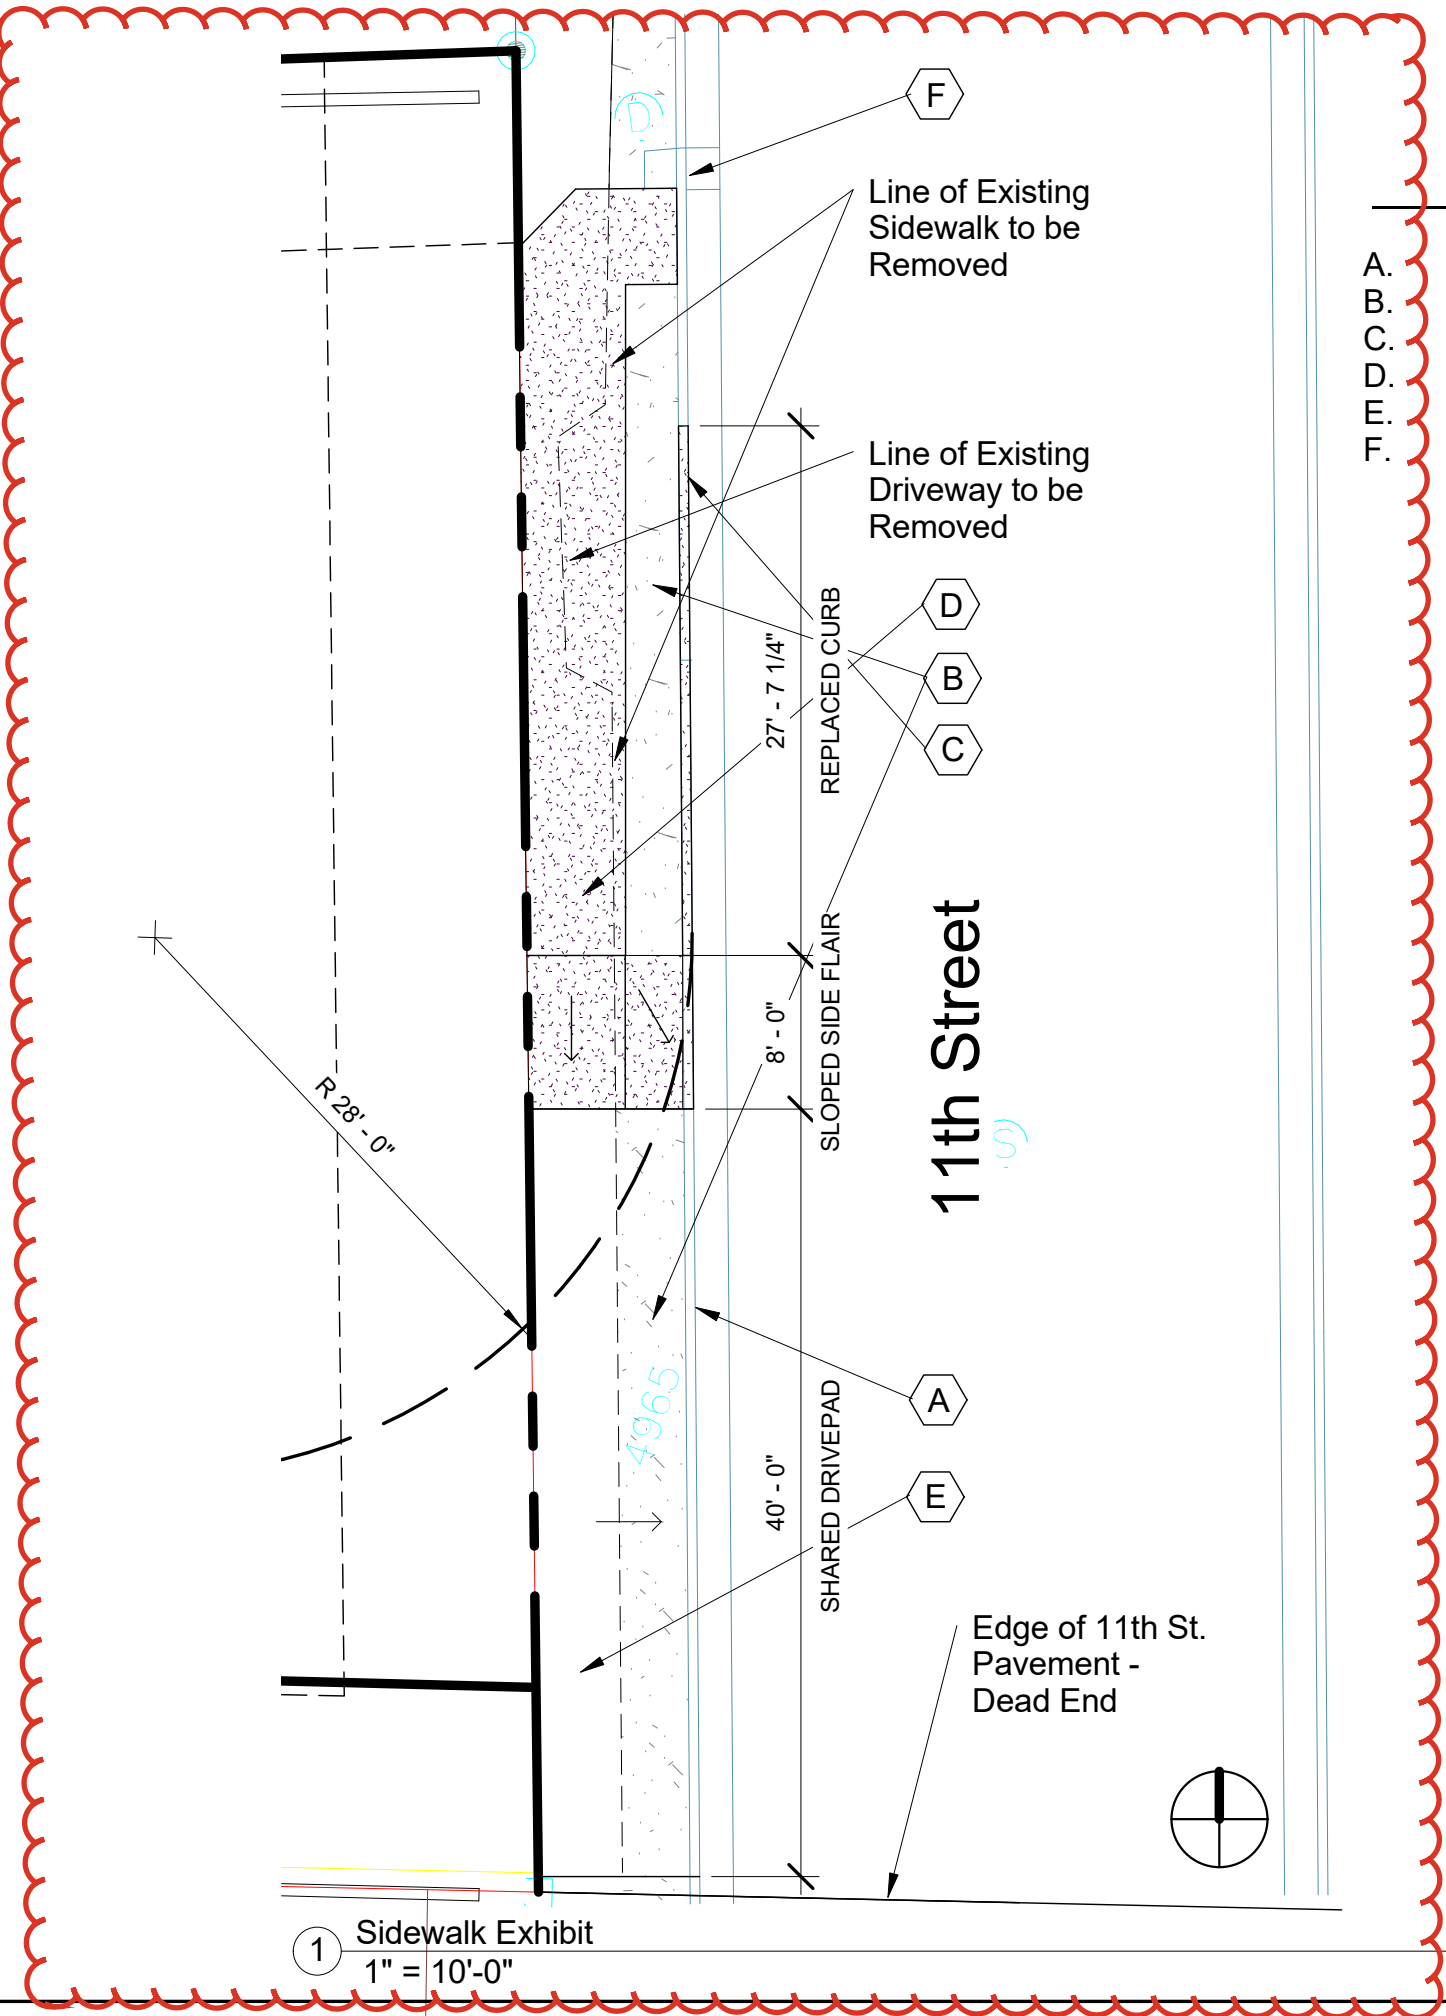 F
D
Line of Existing
Sidewalk to be
Removed
A.
B.
C.
D.
E.
F.
Line of Existing
Driveway to be
Removed
D
B
C
27' - 7 1/4"
REPLACED CURB
8' - 0"
SLOPED SIDE FLAIR
11th Street
S
R 28' - 0"
4965
A
E
40' - 0"
SHARED DRIVEPAD
Edge of 11th St.
Pavement -
Dead End
1
Sidewalk Exhibit
1" = 10'-0"